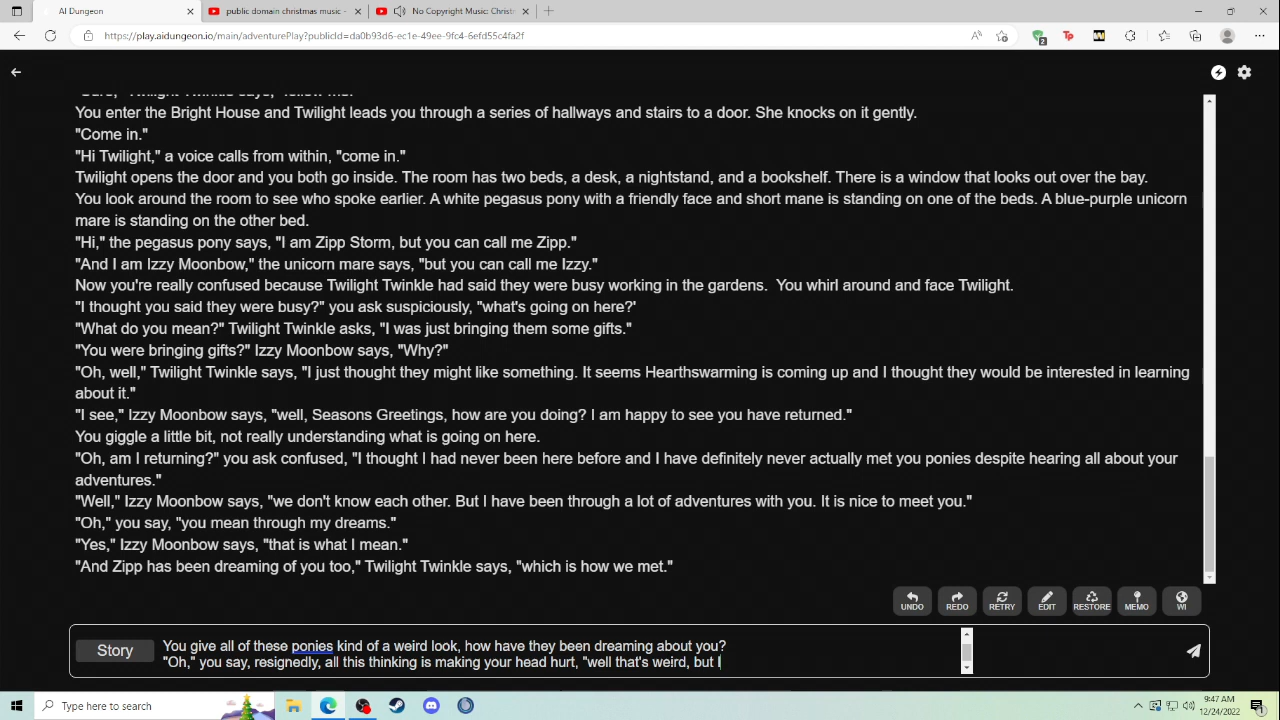 AI Dungeon
public domain christmas music -
No Copyright Music: Christm
https://play.aidungeon.io/main/adventurePlay?publicId=da0b93d6-ec1e-49ee-9fc4-6efd55c4fa2f
You enter the Bright House and Twilight leads you through a series of hallways and stairs to a door. She knocks on it gently.
"Come in."
"Hi Twilight," a voice calls from within, "come in."
Twilight opens the door and you both go inside. The room has two beds, a desk, a nightstand, and a bookshelf. There is a window that looks out over the bay.
You look around the room to see who spoke earlier. A white pegasus pony with a friendly face and short mane is standing on one of the beds. A blue-purple unicorn
mare is standing on the other bed.
"Hi," the pegasus pony says, "I am Zipp Storm, but you can call me Zipp."
"And I am Izzy Moonbow," the unicorn mare says, "but you can call me Izzy."
Now you're really confused because Twilight Twinkle had said they were busy working in the gardens.  You whirl around and face Twilight.
"I thought you said they were busy?" you ask suspiciously, "what's going on here?'
"What do you mean?" Twilight Twinkle asks, "I was just bringing them some gifts."
"You were bringing gifts?" Izzy Moonbow says, "Why?"
"Oh, well," Twilight Twinkle says, "I just thought they might like something. It seems Hearthswarming is coming up and I thought they would be interested in learning
about it."
"I see," Izzy Moonbow says, "well, Seasons Greetings, how are you doing? I am happy to see you have returned."
You giggle a little bit, not really understanding what is going on here.
"Oh, am I returning?" you ask confused, "I thought I had never been here before and I have definitely never actually met you ponies despite hearing all about your
adventures."
"Well," Izzy Moonbow says, "we don't know each other. But I have been through a lot of adventures with you. It is nice to meet you."
"Oh," you say, "you mean through my dreams."
"Yes," Izzy Moonbow says, "that is what I mean."
"And Zipp has been dreaming of you too," Twilight Twinkle says, "which is how we met."
UNDO REDO RETRY EDIT RESTORE MEMO WI
Story
You give all of these ponies kind of a weird look, how have they been dreaming about you?
"Oh," you say, resignedly, all this thinking is making your head hurt, "well that's weird, but I
Type here to search
9:47 AM
12/24/2022